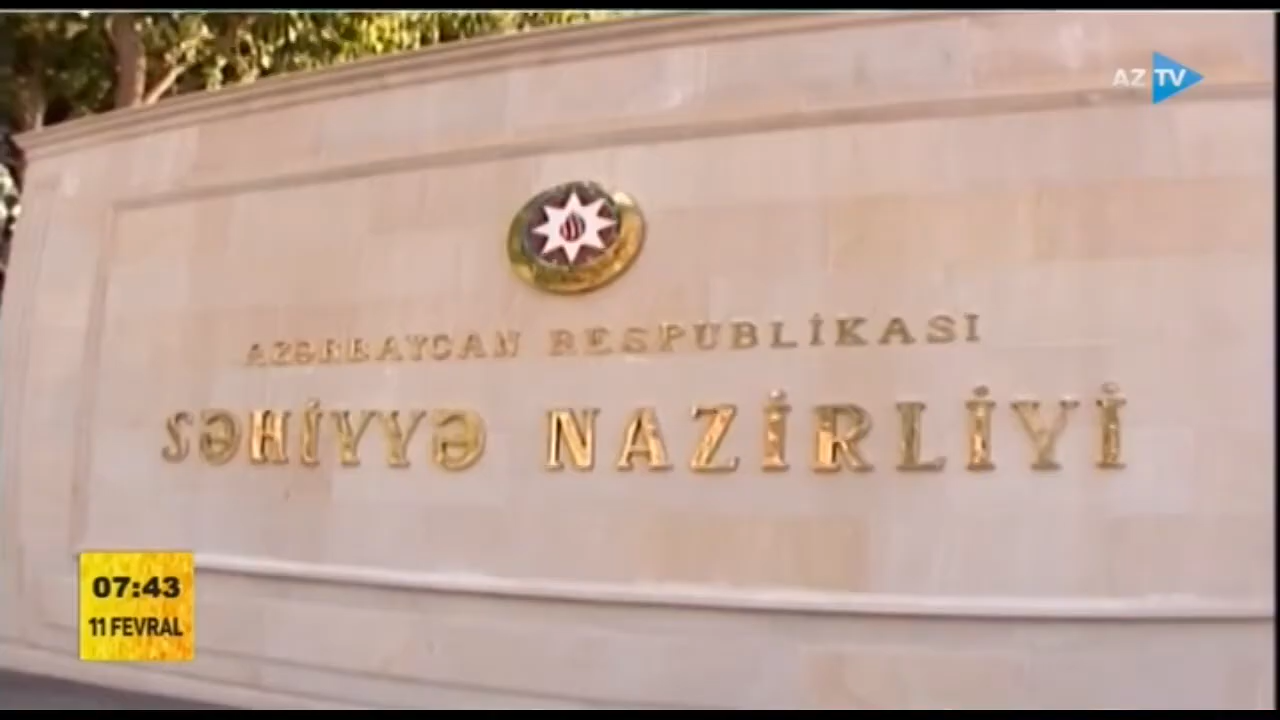 AZ TV
AZƏRBAYCAN RESPUBLİKASI
SƏHİYYƏ NAZİRLİYİ
07:43
11 FEVRAL